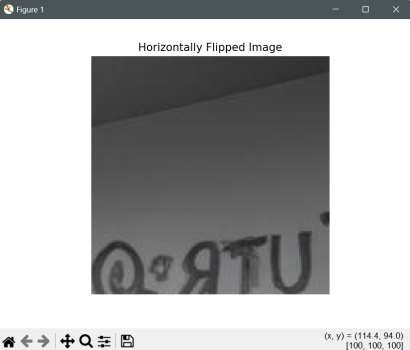 Figure 1
Horizontally Flipped Image
(x, y) = (114.4, 94.0)
[100, 100, 100]